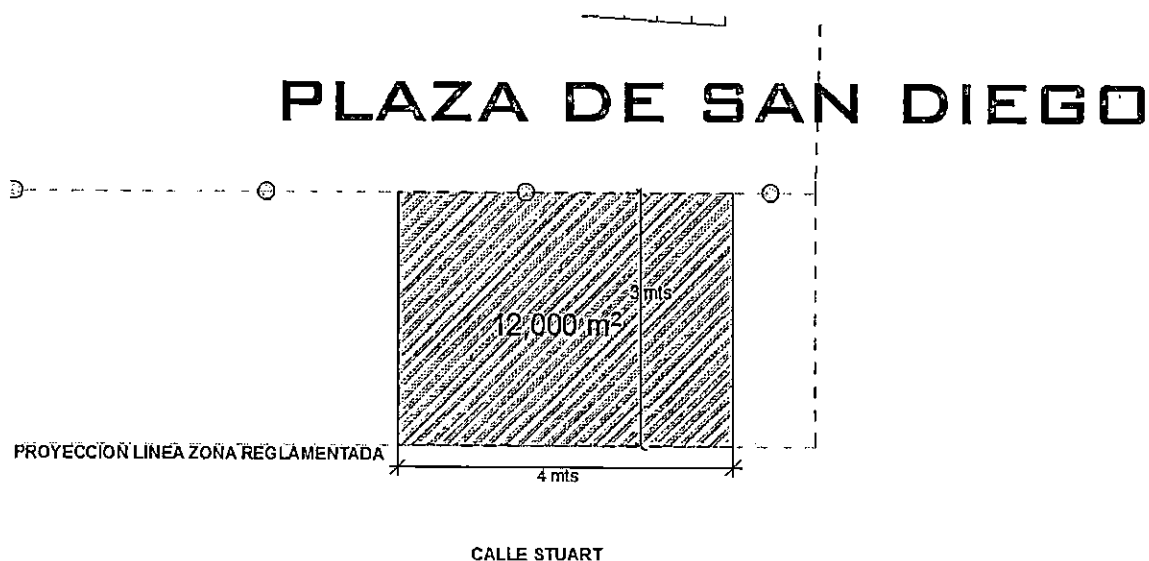 PLAZA DE SAN DIEGO
3 mts
12,000 m²
PROYECCION LINEA ZONA REGLAMENTADA
4 mts
CALLE STUART